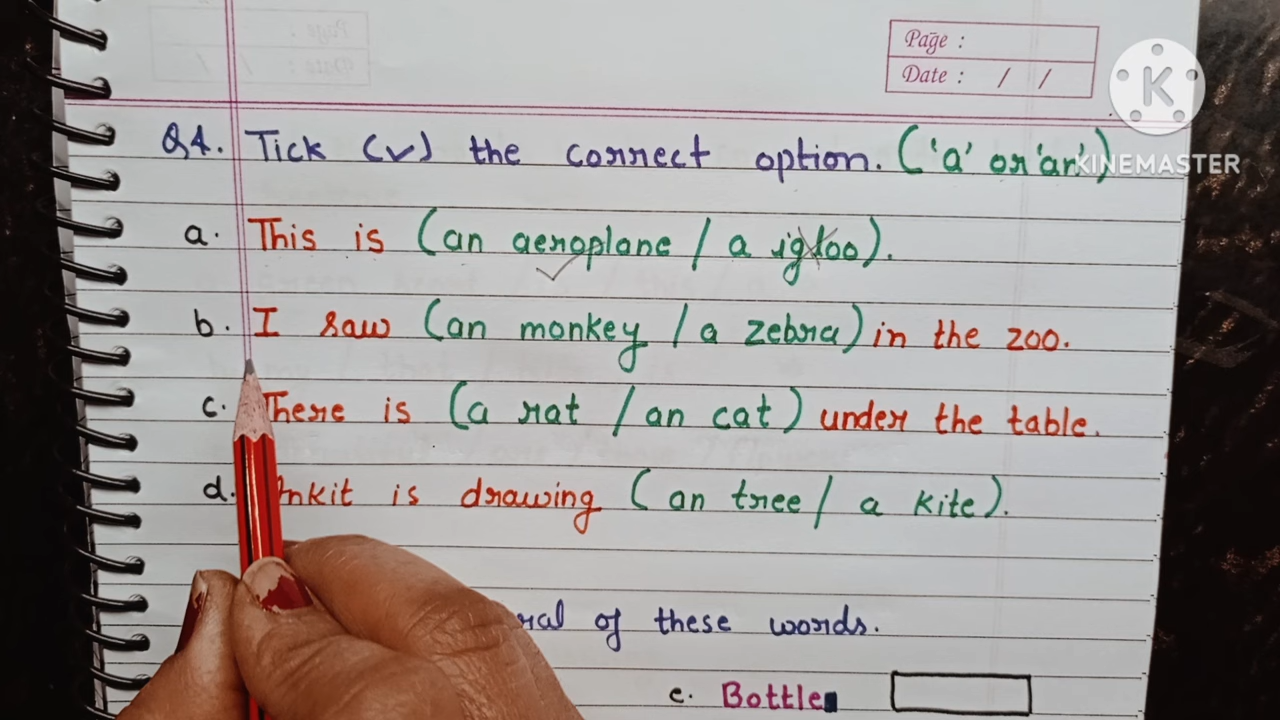 Page :
Date : / /
K
KINEMASTER
Q4. Tick (✓) the correct option. ('a' or 'an')
a. This is (an aeroplane / a igloo).
b. I saw (an monkey / a zebra) in the zoo.
c. There is (a rat / an cat) under the table.
d. Ankit is drawing (an tree / a kite).
of these words.
e. Bottle